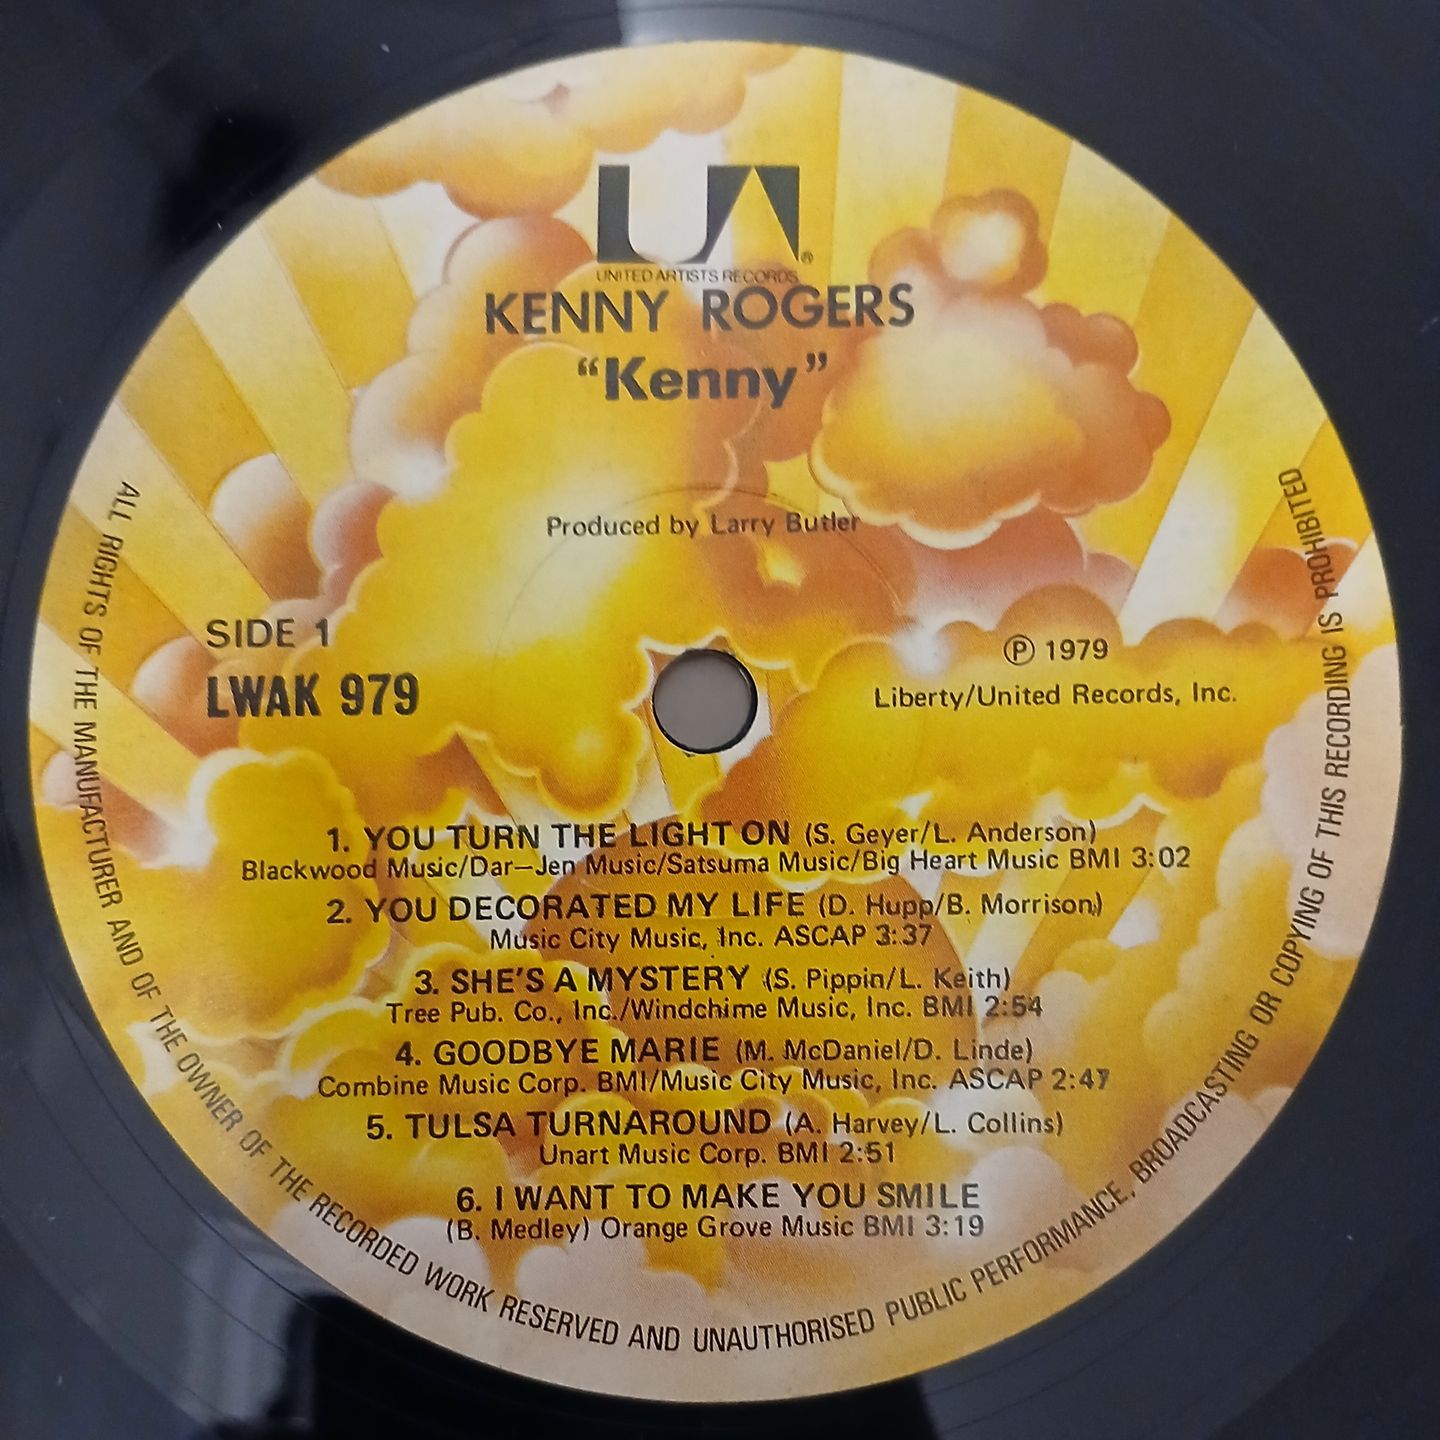 UA®
UNITED ARTISTS RECORDS
KENNY ROGERS
“Kenny”
Produced by Larry Butler
SIDE 1
LWAK 979
Ⓟ 1979
Liberty/United Records, Inc.
1. YOU TURN THE LIGHT ON (S. Geyer/L. Anderson)
Blackwood Music/Dar—Jen Music/Satsuma Music/Big Heart Music BMI 3:02
2. YOU DECORATED MY LIFE (D. Hupp/B. Morrison)
Music City Music, Inc. ASCAP 3:37
3. SHE'S A MYSTERY (S. Pippin/L. Keith)
Tree Pub. Co., Inc./Windchime Music, Inc. BMI 2:54
4. GOODBYE MARIE (M. McDaniel/D. Linde)
Combine Music Corp. BMI/Music City Music, Inc. ASCAP 2:47
5. TULSA TURNAROUND (A. Harvey/L. Collins)
Unart Music Corp. BMI 2:51
6. I WANT TO MAKE YOU SMILE
(B. Medley) Orange Grove Music BMI 3:19
ALL RIGHTS OF THE MANUFACTURER AND OF THE OWNER OF THE RECORDED WORK RESERVED AND UNAUTHORISED PUBLIC PERFORMANCE, BROADCASTING OR COPYING OF THIS RECORDING IS PROHIBITED